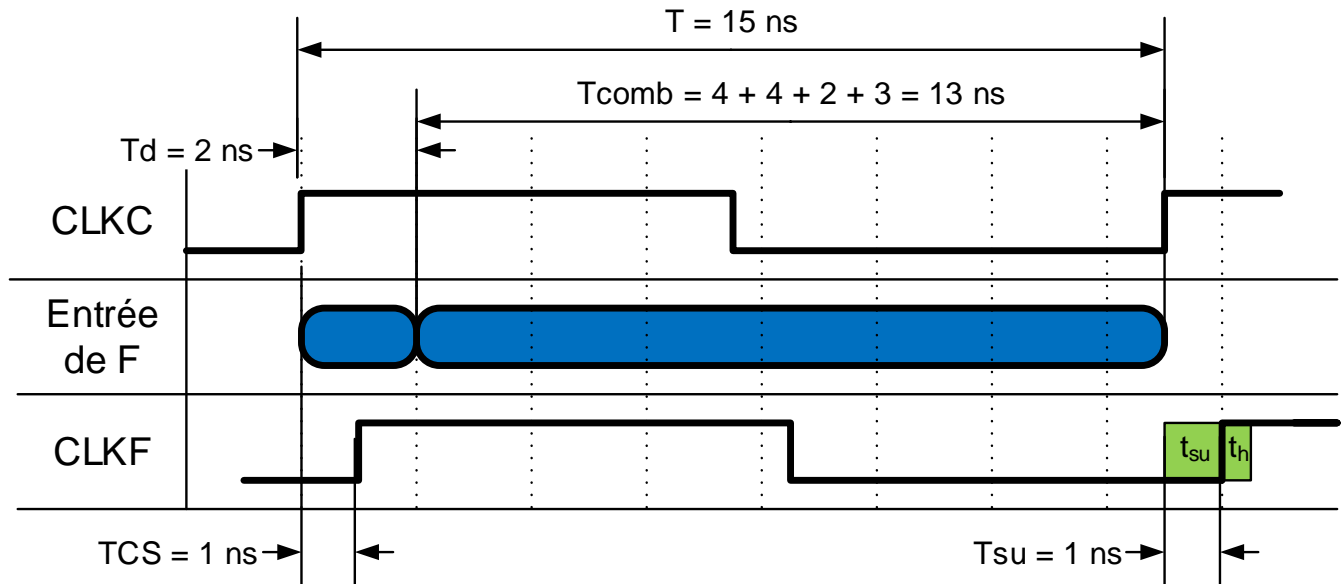 T = 15 ns
Tcomb = 4 + 4 + 2 + 3 = 13 ns
Td = 2 ns
CLKC
Entrée
de F
CLKF
tsu
th
TCS = 1 ns
Tsu = 1 ns